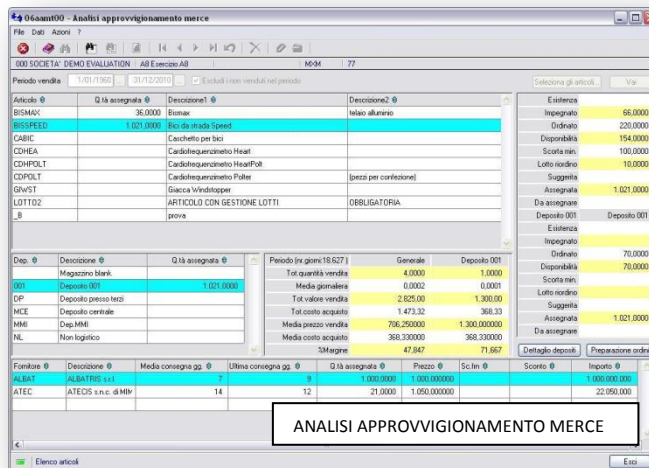 06aamt00 - Analisi approvvigionamento merce
File Dati Azioni ?
000 SOCIETA' DEMO EVALUATION A8 Esercizio A8 MXM 77
Periodo vendita 1/01/1960 ... 31/12/2010 ... Escludi i non venduti nel periodo Seleziona gli articoli... Vai
Articolo Q.tà assegnata Descrizione1 Descrizione2
BISMAX 36,0000 Bismax telaio alluminio
BISSPEED 1.021,0000 Bici da strada Speed
CABIC Caschetto per bici
CDHEA Cardiofrequenzimetro Heart
CDHPOLT Cardiofrequenzimetro HeartPolt
CDPOLT Cardiofrequenzimetro Polter (pezzi per confezione)
GIWST Giacca Windstopper
LOTTO2 ARTICOLO CON GESTIONE LOTTI OBBLIGATORIA
_B prova
Esistenza
Impegnato 66,0000
Ordinato 220,0000
Disponibilità 154,0000
Scorta min. 100,0000
Lotto riordino 10,0000
Suggerita
Assegnata 1.021,0000
Da assegnare
Deposito 001 Deposito 001
Esistenza
Impegnato
Ordinato 70,0000
Disponibilità 70,0000
Scorta min.
Lotto riordino
Suggerita
Assegnata 1.021,0000
Da assegnare
Dep. Descrizione Q.tà assegnata
Magazzino blank
001 Deposito 001 1.021,0000
DP Deposito presso terzi
MCE Deposito centrale
MMI Dep.MMI
NL Non logistico
Periodo (nr.giorni:18.627 ) Generale Deposito 001
Tot.quantità vendita 4,0000 1,0000
Media giornaliera 0,0002 0,0001
Tot.valore vendita 2.825,00 1.300,00
Tot.costo acquisto 1.473,32 368,33
Media prezzo vendita 706,250000 1.300,000000
Media costo acquisto 368,330000 368,330000
%Margine 47,847 71,667
Dettaglio depositi Preparazione ordini
Fornitore Descrizione Media consegna gg. Ultima consegna gg. Q.tà assegnata Prezzo Sc.fin Sconto Importo
ALBAT ALBATRIS s.r.l. 7 9 1.000,0000 1.000,000000 1.000.000,000
ATEC ATECIS s.n.c. di MIM 14 12 21,0000 1.050,000000 22.050,000
ANALISI APPROVVIGIONAMENTO MERCE
Elenco articoli Esci